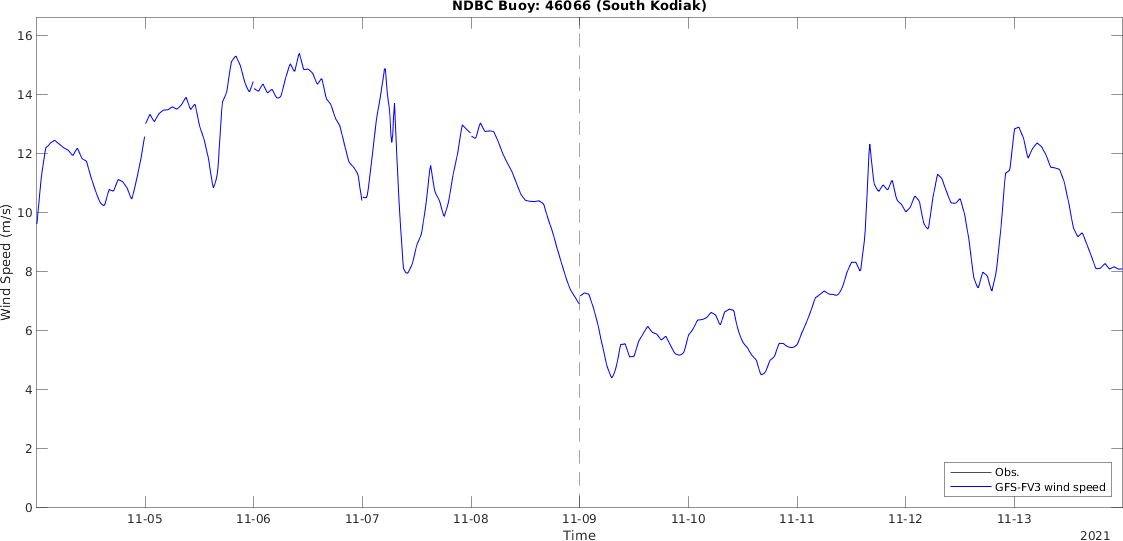 NDBC Buoy: 46066 (South Kodiak)
16
14
12
10
8
6
4
2
0
Wind Speed (m/s)
11-05 11-06 11-07 11-08 11-09 11-10 11-11 11-12 11-13
Time
2021
Obs.
GFS-FV3 wind speed